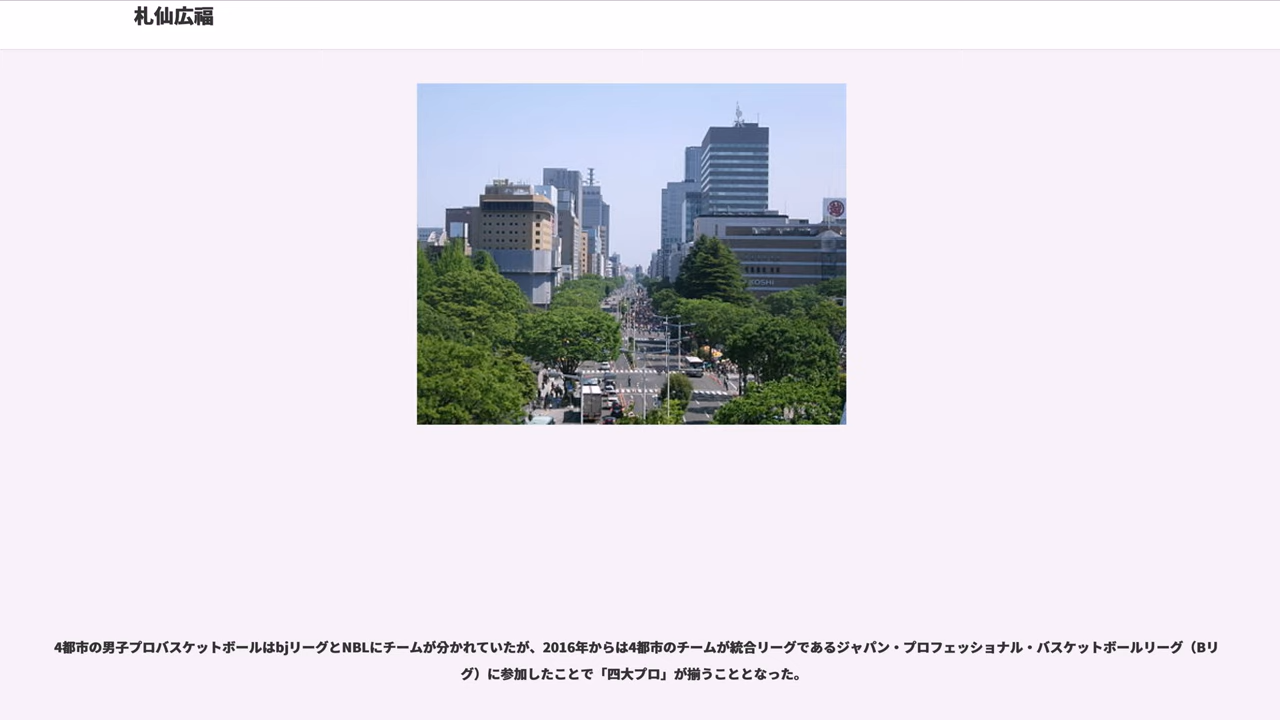 札仙広福
4都市の男子プロバスケットボールはbjリーグとNBLにチームが分かれていたが、2016年からは4都市のチームが統合リーグであるジャパン・プロフェッショナル・バスケットボールリーグ（Bリ
グ）に参加したことで「四大プロ」が揃うこととなった。